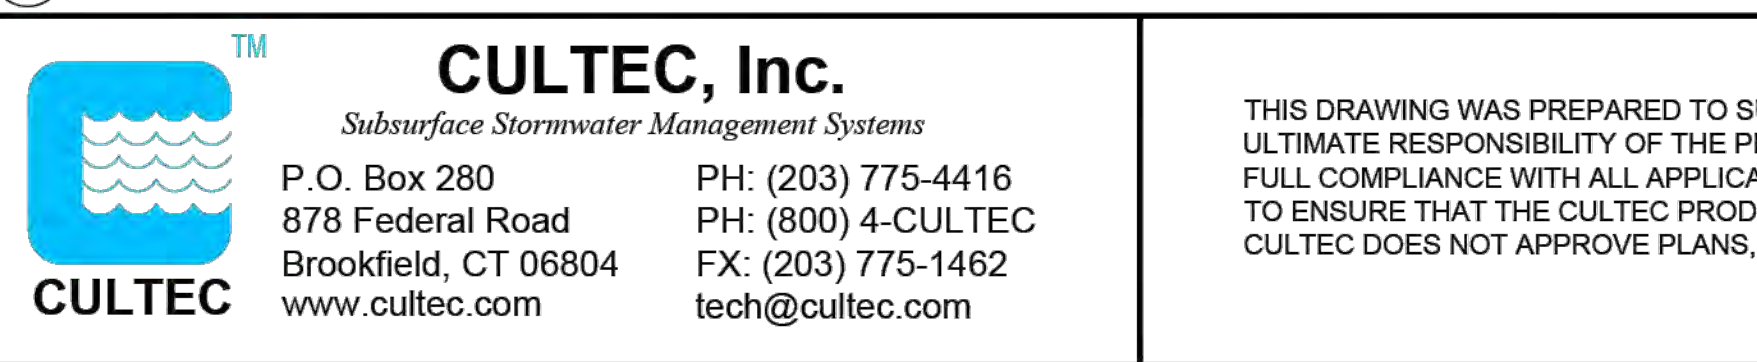 TM
CULTEC
CULTEC, Inc.
Subsurface Stormwater Management Systems
P.O. Box 280
878 Federal Road
Brookfield, CT 06804
www.cultec.com
PH: (203) 775-4416
PH: (800) 4-CULTEC
FX: (203) 775-1462
tech@cultec.com
THIS DRAWING WAS PREPARED TO
ULTIMATE RESPONSIBILITY OF THE
FULL COMPLIANCE WITH ALL
TO ENSURE THAT THE CULTEC
CULTEC DOES NOT APPROVE PLANS,